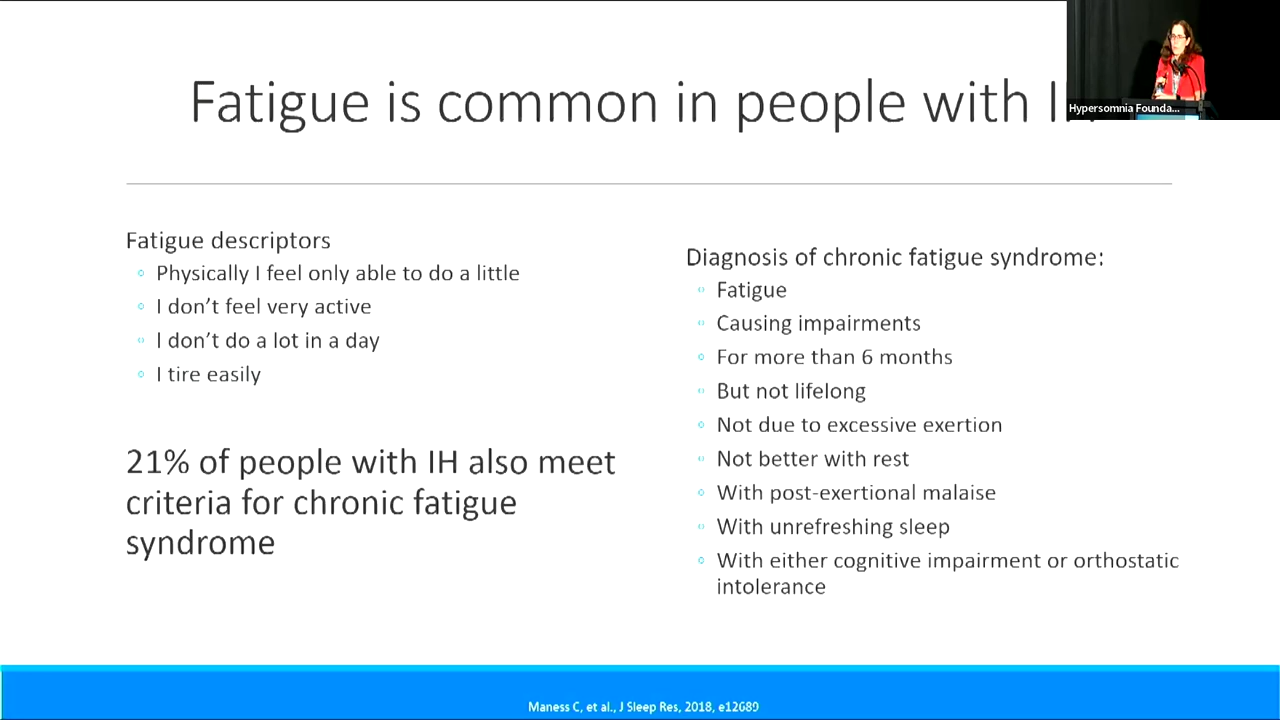 Fatigue is common in people with
Hypersomnia Founda...
Fatigue descriptors
Physically I feel only able to do a little
I don't feel very active
I don't do a lot in a day
I tire easily
21% of people with IH also meet
criteria for chronic fatigue
syndrome
Diagnosis of chronic fatigue syndrome:
Fatigue
Causing impairments
For more than 6 months
But not lifelong
Not due to excessive exertion
Not better with rest
With post-exertional malaise
With unrefreshing sleep
With either cognitive impairment or orthostatic
intolerance
Maness C, et al., J Sleep Res, 2018, e12689